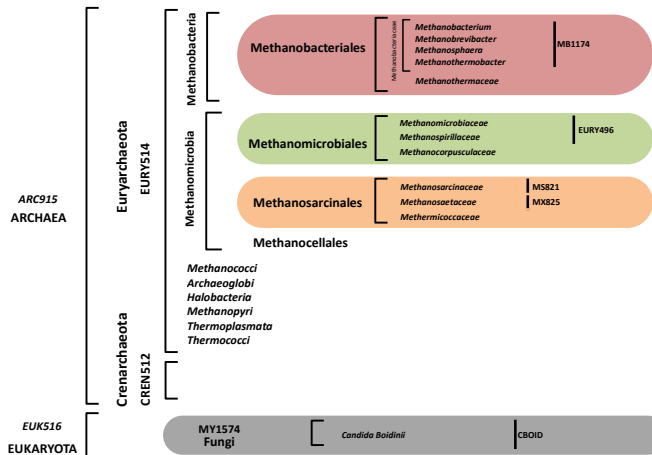 Methanobacteria
Methanobacteriales
Methanobacteriaceae
Methanobacterium
Methanobrevibacter
Methanosphaera
Methanothermobacter
Methanothermaceae
MB1174
Euryarchaeota
EURY514
Methanomicrobia
Methanomicrobiales
Methanomicrobiaceae
Methanospirillaceae
Methanocorpusculaceae
EURY496
ARC915
ARCHAEA
Methanosarcinales
Methanosarcinaceae
Methanosaetaceae
Methermicoccaceae
MS821
MX825
Methanocellales
Methanococci
Archaeoglobi
Halobacteria
Methanopyri
Thermoplasmata
Thermococci
Crenarchaeota
CREN512
EUK516
EUKARYOTA
MY1574
Fungi
Candida Boidinii
CBOID